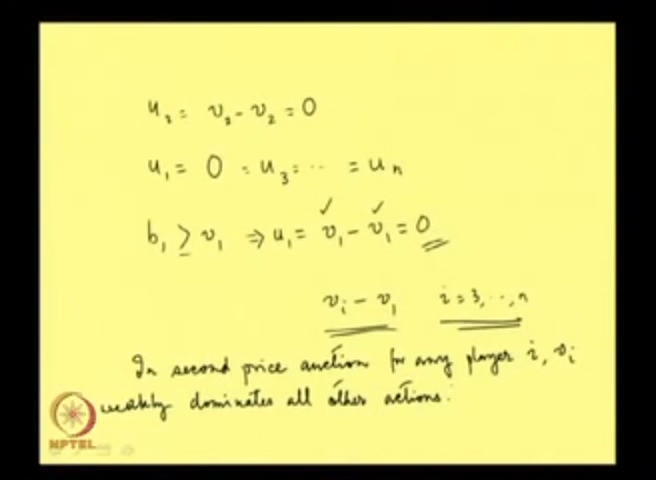 u₂ = v₂ - v₂ = 0
u₁ = 0 = u₃ = ... = uₙ
b₁ ≥ v₁ ⇒ u₁ = v₁ - v₁ = 0
vᵢ - v₁ i = 3, ..., n
In second price auction for any player i, vᵢ
weakly dominates all other actions.
NPTEL